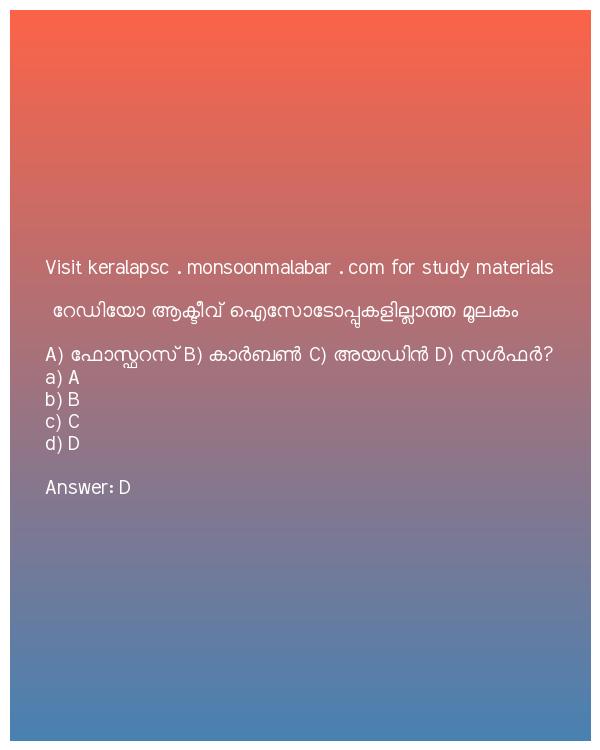 Visit keralapsc . monsoonmalabar . com for study materials
റേഡിയോ ആക്ടീവ് ഐസോടോപ്പുകളില്ലാത്ത മൂലകം
A) ഫോസ്ഫറസ് B) കാർബൺ C) അയഡിൻ D) സൾഫർ?
a) A
b) B
c) C
d) D
Answer: D